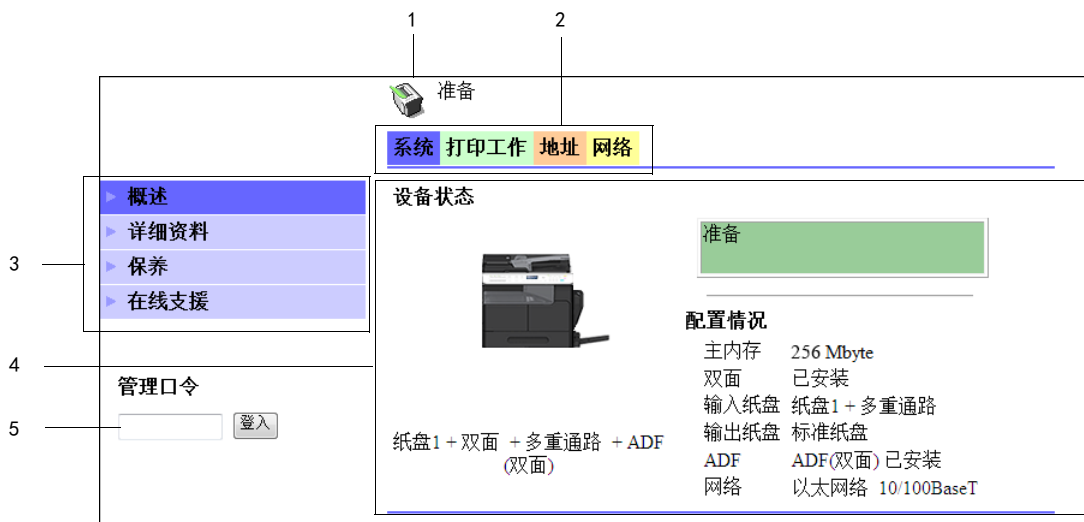 1
2
准备
系统 打印工作 地址 网络
3
概述
详细资料
保养
在线支援
4
管理口令
5
登入
设备状态
纸盘1 + 双面 + 多重通路 + ADF
(双面)
准备
配置情况
主内存 256 Mbyte
双面 已安装
输入纸盘 纸盘1 + 多重通路
输出纸盘 标准纸盘
ADF ADF(双面) 已安装
网络 以太网络 10/100BaseT